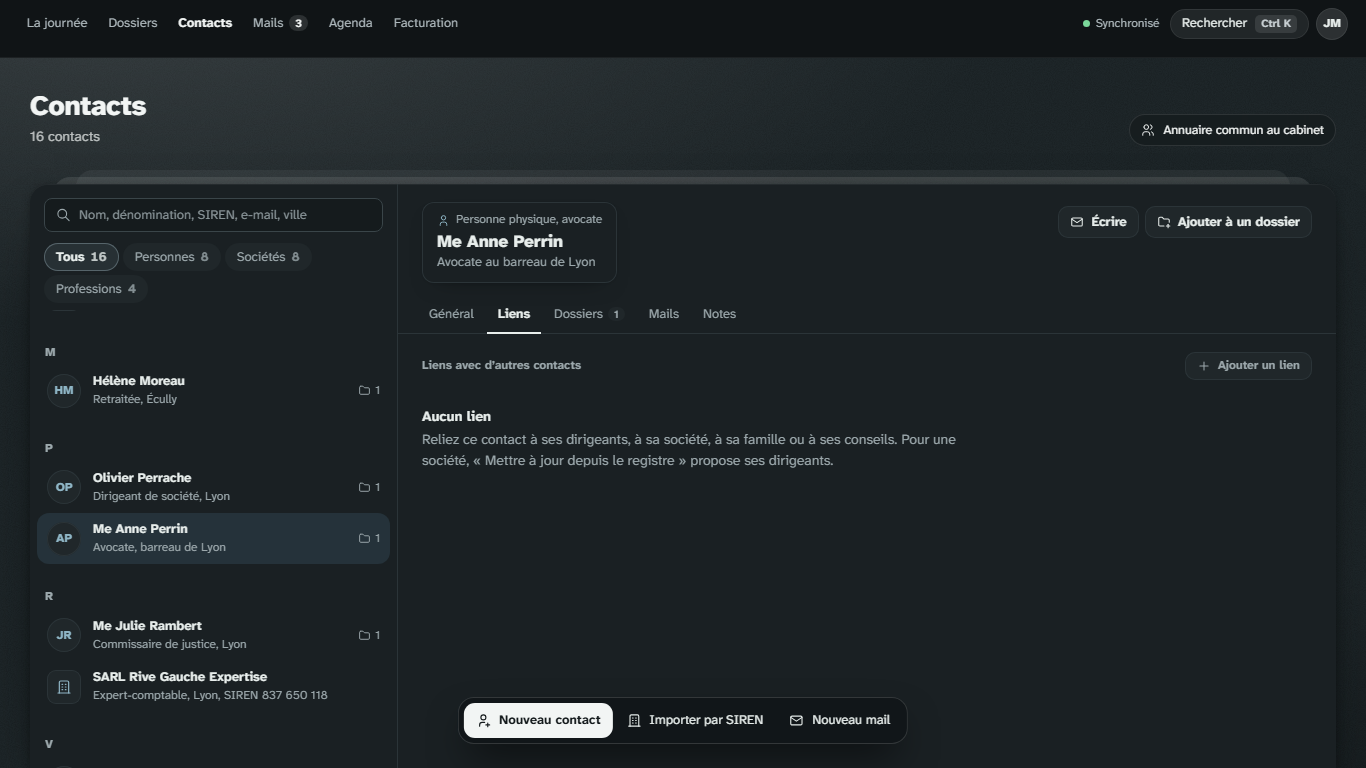 La journée Dossiers Contacts Mails 3 Agenda Facturation Synchronisé Rechercher Ctrl K JM
Contacts
16 contacts
Annuaire commun au cabinet
Nom, dénomination, SIREN, e-mail, ville
Tous 16 Personnes 8 Sociétés 8
Professions 4
M
HM Hélène Moreau 1
Retraitée, Écully
P
OP Olivier Perrache 1
Dirigeant de société, Lyon
AP Me Anne Perrin 1
Avocate, barreau de Lyon
R
JR Me Julie Rambert 1
Commissaire de justice, Lyon
SARL Rive Gauche Expertise
Expert-comptable, Lyon, SIREN 837 650 118
V
Personne physique, avocate
Me Anne Perrin
Avocate au barreau de Lyon
Écrire Ajouter à un dossier
Général Liens Dossiers 1 Mails Notes
Liens avec d’autres contacts Ajouter un lien
Aucun lien
Reliez ce contact à ses dirigeants, à sa société, à sa famille ou à ses conseils. Pour une
société, « Mettre à jour depuis le registre » propose ses dirigeants.
Nouveau contact Importer par SIREN Nouveau mail